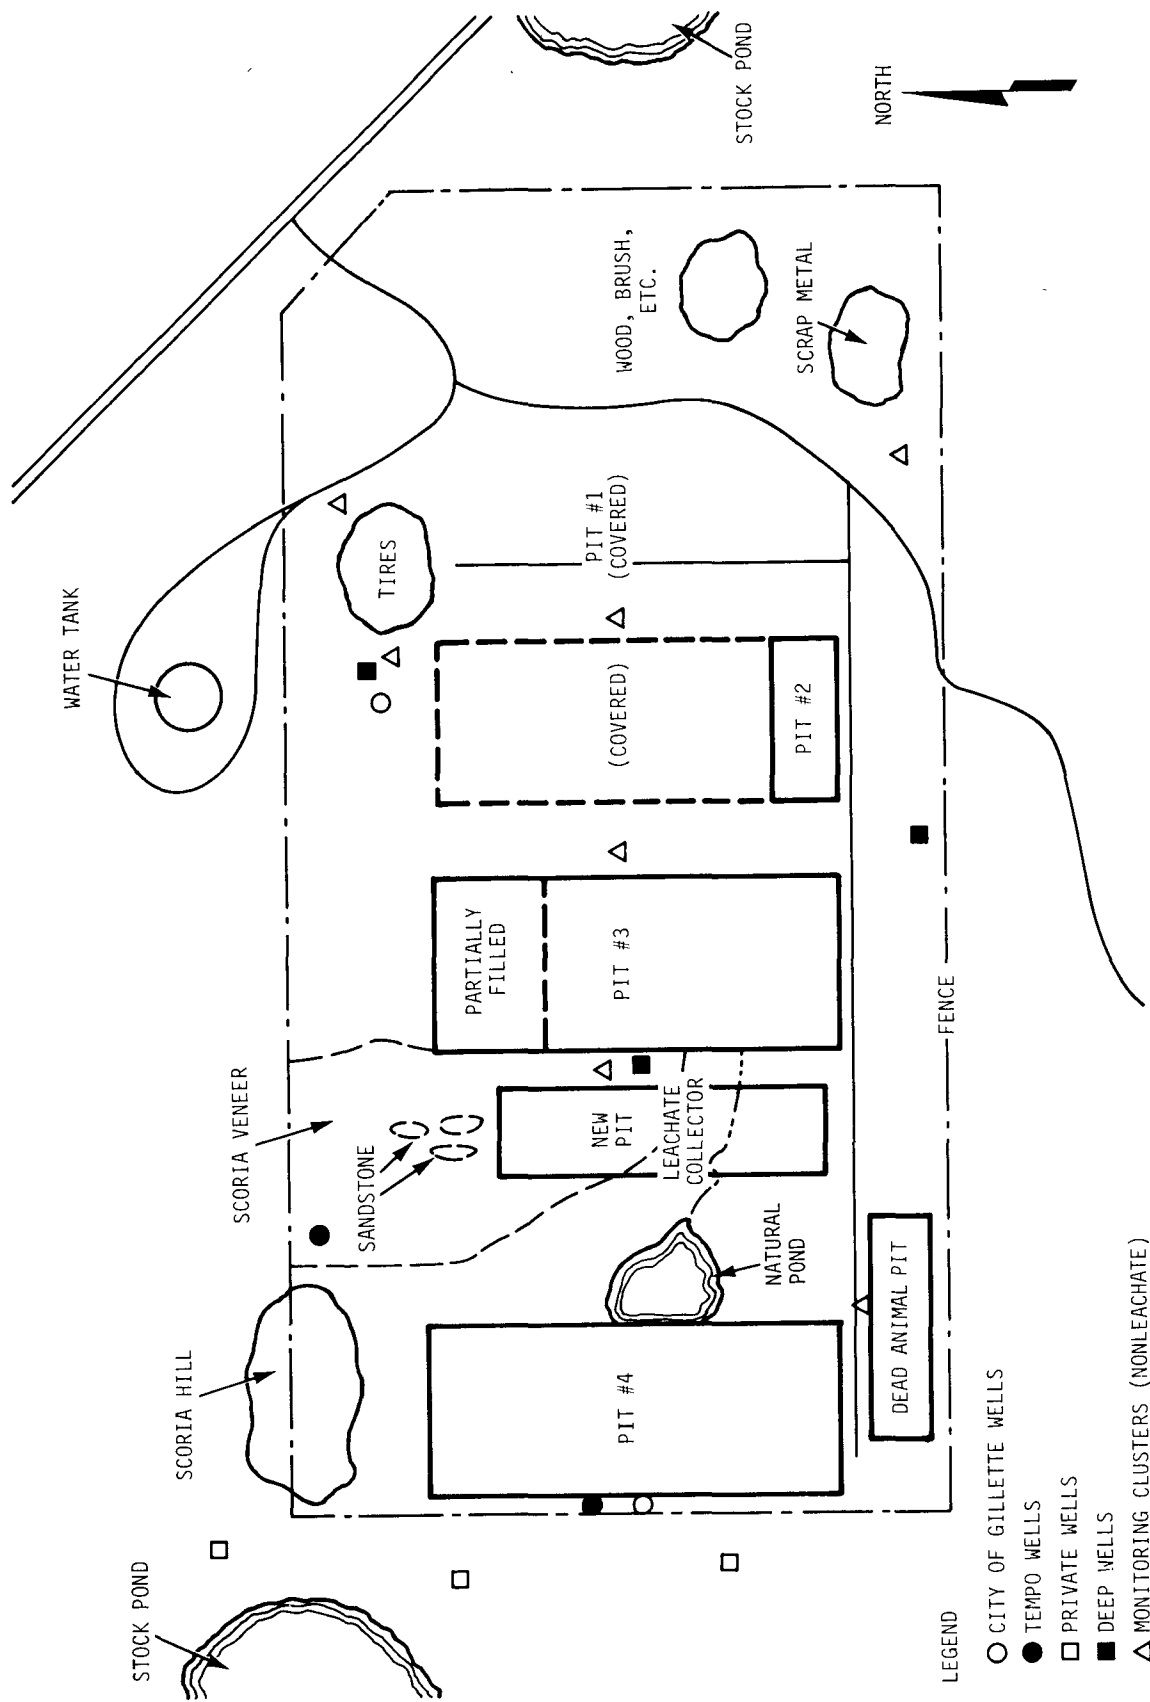 STOCK POND
SCORIA HILL
SCORIA VENEER
WATER TANK
SANDSTONE
TIRES
PARTIALLY
FILLED
PIT #4
NATURAL
POND
NEW
PIT
LEACHATE
COLLECTOR
PIT #3
(COVERED)
PIT #2
PIT #1
(COVERED)
WOOD, BRUSH,
ETC.
SCRAP METAL
STOCK POND
NORTH
DEAD ANIMAL PIT
FENCE
LEGEND
CITY OF GILLETTE WELLS
TEMPO WELLS
PRIVATE WELLS
DEEP WELLS
MONITORING CLUSTERS (NONLEACHATE)